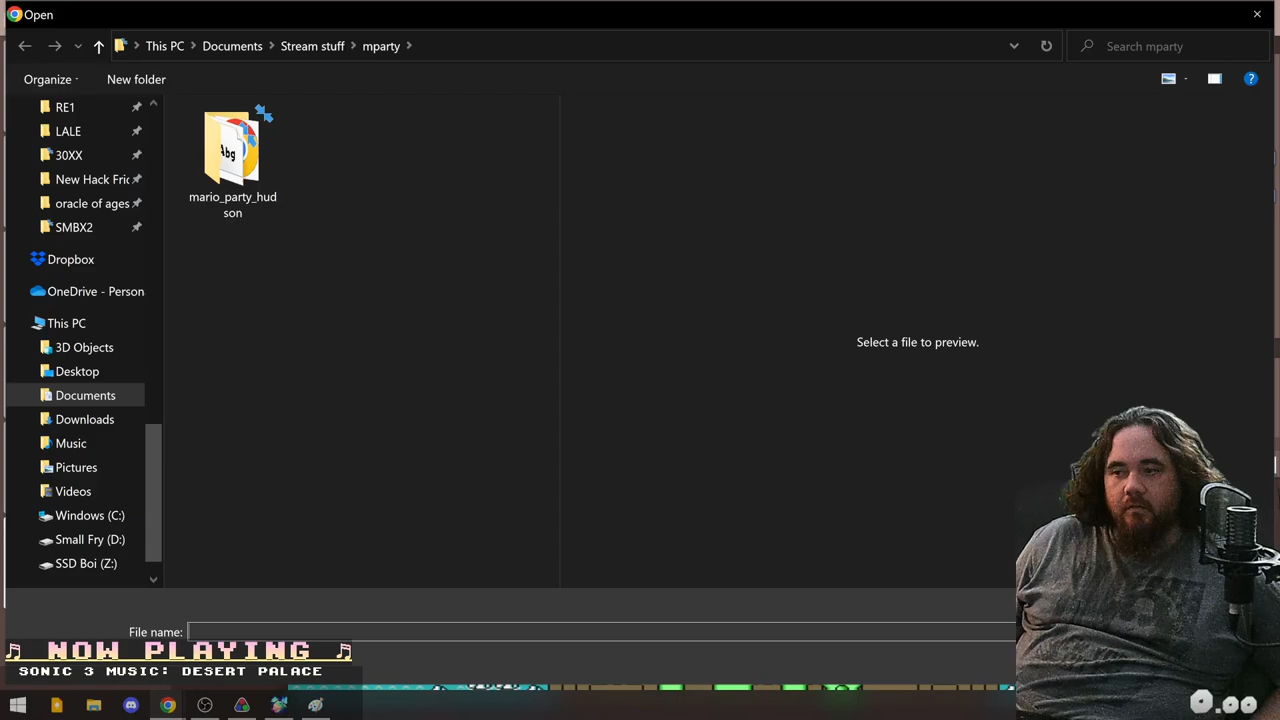 Open
This PC
Documents
Stream stuff
mparty
Search mparty
Organize
New folder
RE1
LALE
30XX
New Hack Fric
oracle of ages
SMBX2
Dropbox
OneDrive - Person
This PC
3D Objects
Desktop
Documents
Downloads
Music
Pictures
Videos
Windows (C:)
Small Fry (D:)
SSD Boi (Z:)
Abg
mario_party_hud
son
Select a file to preview.
File name:
NOW PLAYING
SONIC 3 MUSIC: DESERT PALACE
0.00